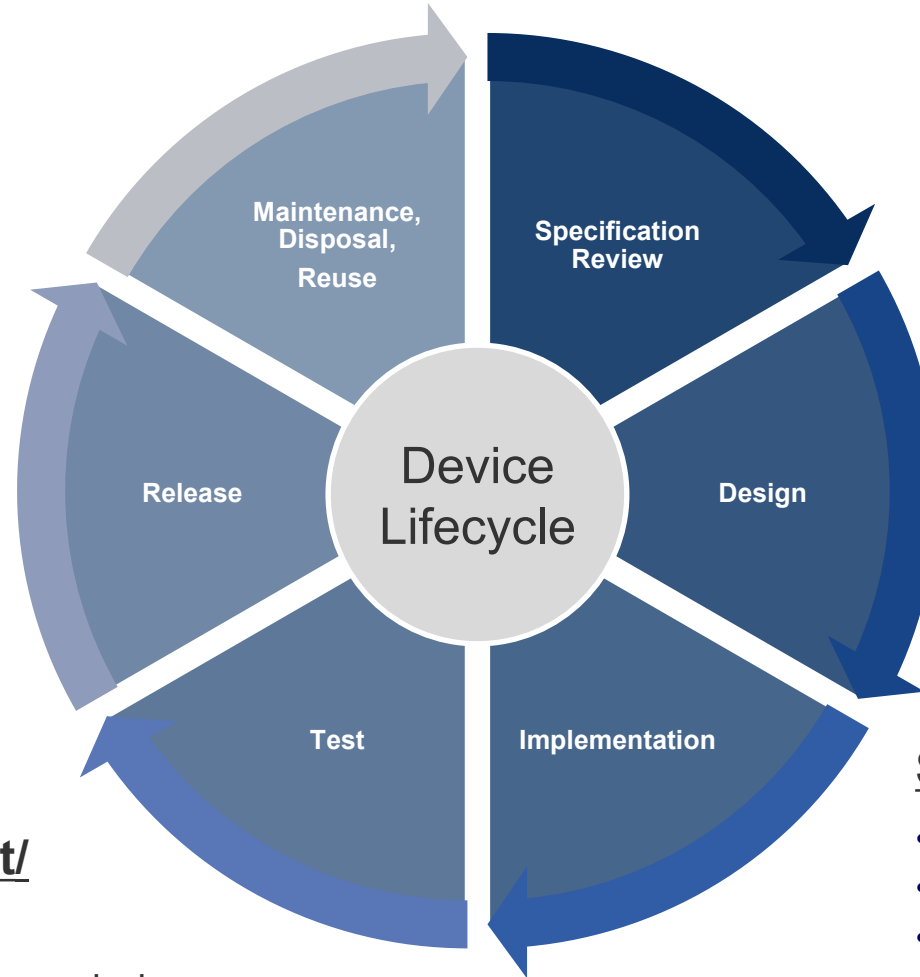 Maintenance,
Disposal,
Reuse
Specification
Review
Device
Lifecycle
Release
Design
Test
Implementation
t/
•
•
•